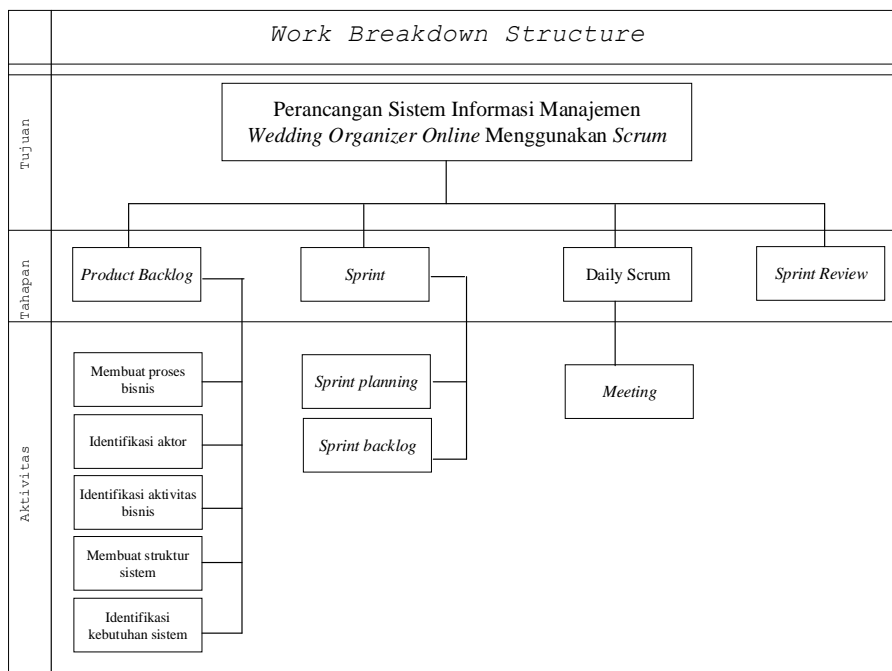 Work Breakdown Structure
Tujuan
Perancangan Sistem Informasi Manajemen
Wedding Organizer Online Menggunakan Scrum
Tahapan
Product Backlog
Sprint
Daily Scrum
Sprint Review
Aktivitas
Membuat proses
bisnis
Identifikasi aktor
Identifikasi aktivitas
bisnis
Membuat struktur
sistem
Identifikasi
kebutuhan sistem
Sprint planning
Sprint backlog
Meeting